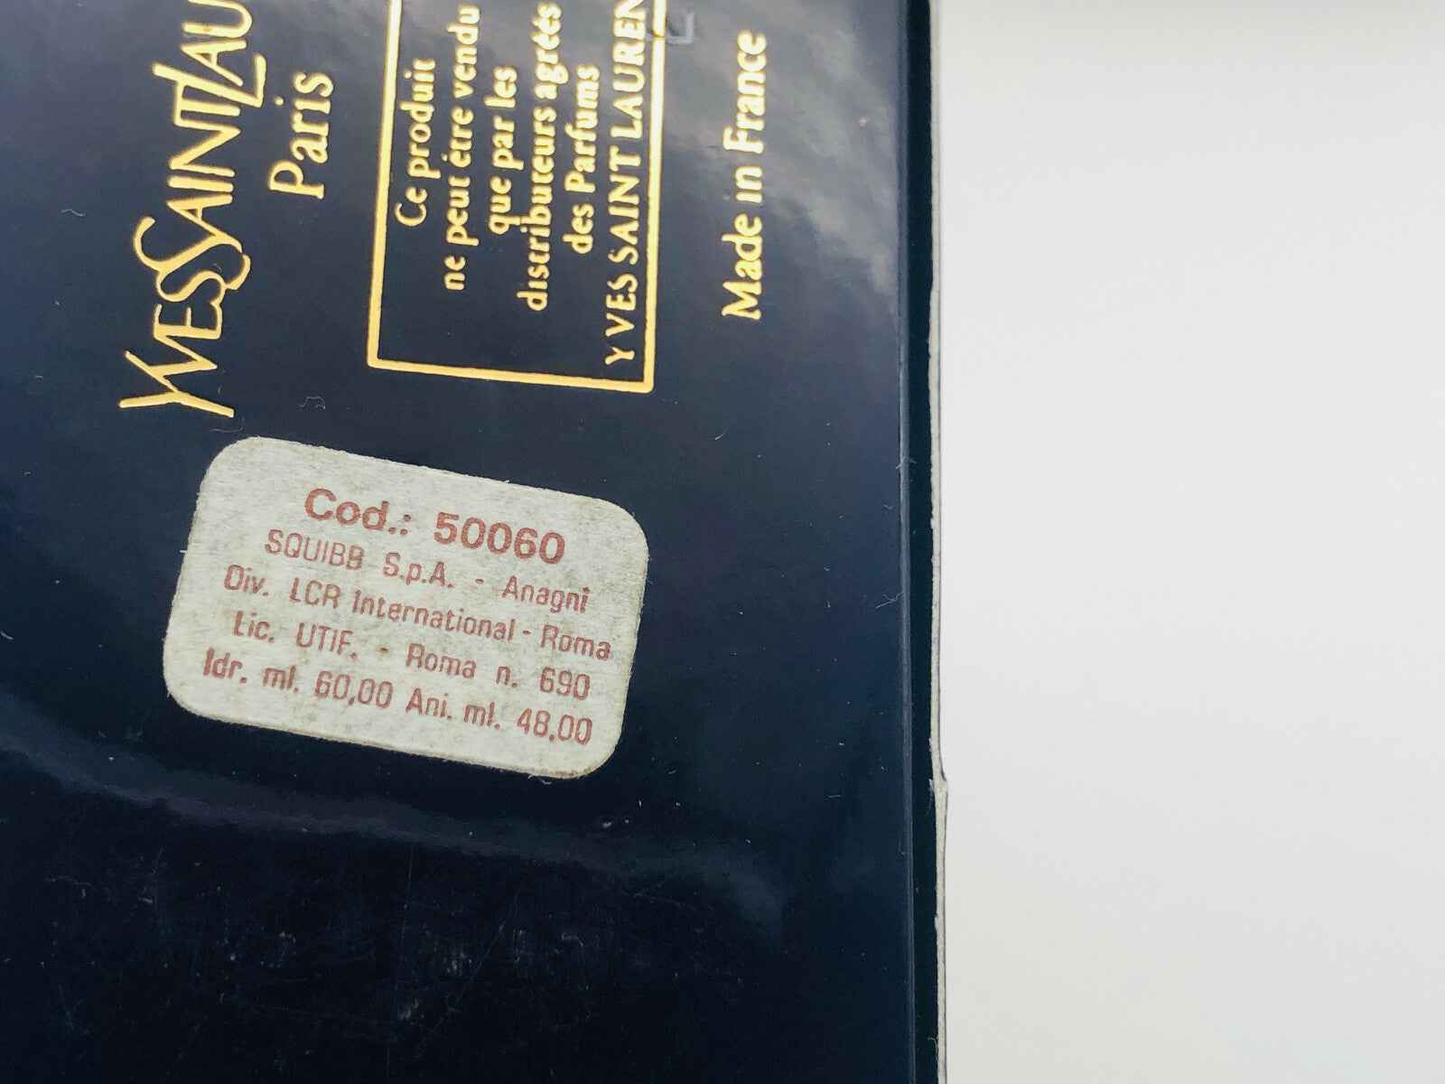 YVES SAINT LAU
Paris
Ce produit
ne peut être vendu
que par les
distributeurs agréés
des Parfums
YVES SAINT LAUREN
Made in France
Cod.: 50060
SQUIBB S.p.A. - Anagni
Div. LCR International - Roma
Lic. UTIF. - Roma n. 690
Idr. ml. 60,00 Ani. ml. 48,00